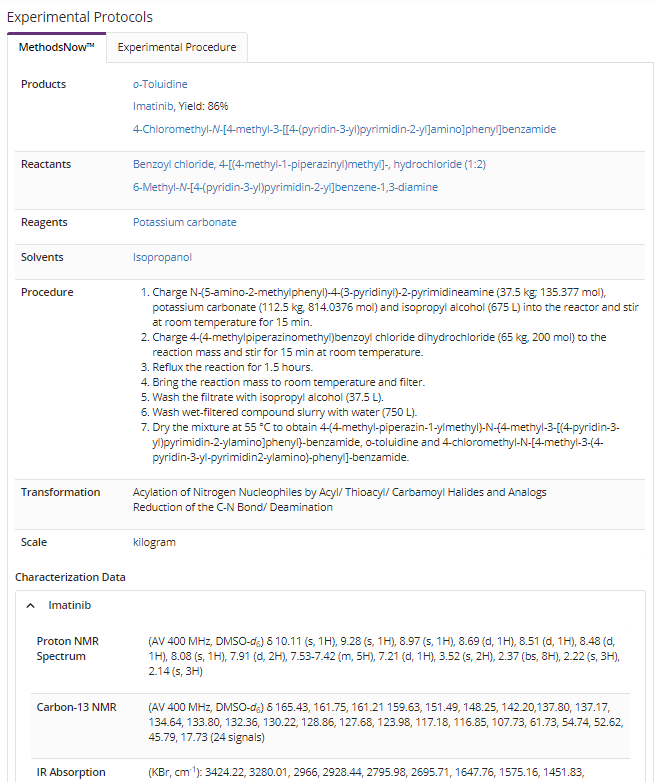 Experimental Protocols
MethodsNow™
Experimental Procedure
Products
o-Toluidine
Imatinib, Yield: 86%
4-Chloromethyl-N-[4-methyl-3-[[4-(pyridin-3-yl)pyrimidin-2-yl]amino]phenyl]benzamide
Reactants
Benzoyl chloride, 4-[(4-methyl-1-piperazinyl)methyl]-, hydrochloride (1:2)
6-Methyl-N-[4-(pyridin-3-yl)pyrimidin-2-yl]benzene-1,3-diamine
Reagents
Potassium carbonate
Solvents
Isopropanol
Procedure
1. Charge N-(5-amino-2-methylphenyl)-4-(3-pyridinyl)-2-pyrimidineamine (37.5 kg; 135.377 mol),
potassium carbonate (112.5 kg, 814.0376 mol) and isopropyl alcohol (675 L) into the reactor and stir
at room temperature for 15 min.
2. Charge 4-(4-methylpiperazinomethyl)benzoyl chloride dihydrochloride (65 kg, 200 mol) to the
reaction mass and stir for 15 min at room temperature.
3. Reflux the reaction for 1.5 hours.
4. Bring the reaction mass to room temperature and filter.
5. Wash the filtrate with isopropyl alcohol (37.5 L).
6. Wash wet-filtered compound slurry with water (750 L).
7. Dry the mixture at 55 °C to obtain 4-(4-methyl-piperazin-1-ylmethyl)-N-{4-methyl-3-[(4-pyridin-3-
yl)pyrimidin-2-ylamino]phenyl}-benzamide, o-toluidine and 4-chloromethyl-N-[4-methyl-3-(4-
pyridin-3-yl-pyrimidin2-ylamino)-phenyl]-benzamide.
Transformation
Acylation of Nitrogen Nucleophiles by Acyl/ Thioacyl/ Carbamoyl Halides and Analogs
Reduction of the C-N Bond/ Deamination
Scale
kilogram
Characterization Data
Imatinib
Proton NMR
Spectrum
(AV 400 MHz, DMSO-d6) δ 10.11 (s, 1H), 9.28 (s, 1H), 8.97 (s, 1H), 8.69 (d, 1H), 8.51 (d, 1H), 8.48 (d,
1H), 8.08 (s, 1H), 7.91 (d, 2H), 7.53-7.42 (m, 5H), 7.21 (d, 1H), 3.52 (s, 2H), 2.37 (bs, 8H), 2.22 (s, 3H),
2.14 (s, 3H)
Carbon-13 NMR
(AV 400 MHz, DMSO-d6) δ 165.43, 161.75, 161.21 159.63, 151.49, 148.25, 142.20,137.80, 137.17,
134.64, 133.80, 132.36, 130.22, 128.86, 127.68, 123.98, 117.18, 116.85, 107.73, 61.73, 54.74, 52.62,
45.79, 17.73 (24 signals)
IR Absorption
(KBr, cm-1): 3424.22, 3280.01, 2966, 2928.44, 2795.98, 2695.71, 1647.76, 1575.16, 1451.83,